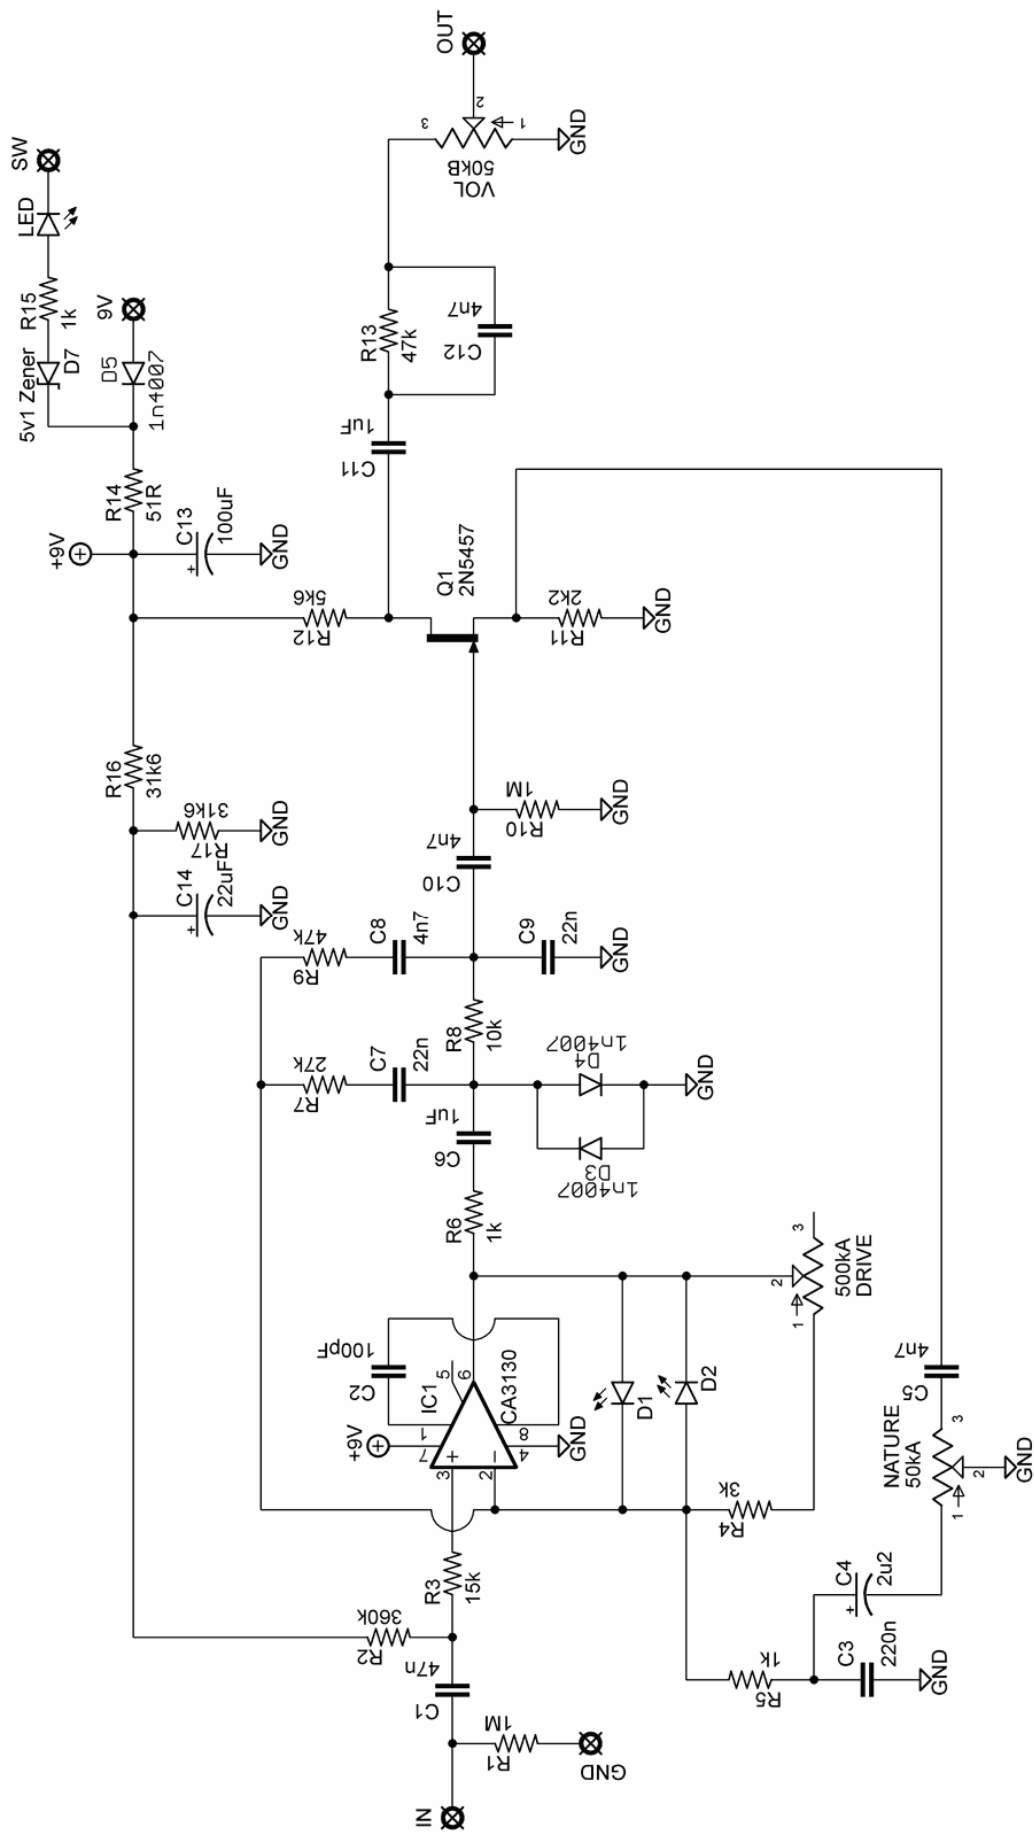 SW
LED
R15
1k
5v1 Zener
D7
9V
D5
1n4007
R14
51R
+9V
C13
100uF
GND
OUT
VOL
50kB
3
2
1
GND
R13
47k
4n7
C12
1uF
C11
5k6
R12
Q1
2N5457
2k2
R11
GND
R16
31k6
31k6
R17
GND
C14
22uF
GND
4n7
C10
1M
R10
GND
47k
R9
C8
4n7
C9
22n
GND
R8
10k
27k
R7
C7
22n
1uF
C6
D4
1n4007
D3
1n4007
GND
R6
1k
100pF
C2
IC1
CA3130
+9V
7
1
5
6
8
4
3
2
+
–
GND
D1
D2
500kA
DRIVE
1
2
3
3k
R4
R3
15k
360k
R2
47n
C1
1M
R1
GND
IN
1k
R5
C3
220n
GND
C4
2u2
NATURE
50kA
1
2
3
GND
4n7
C5